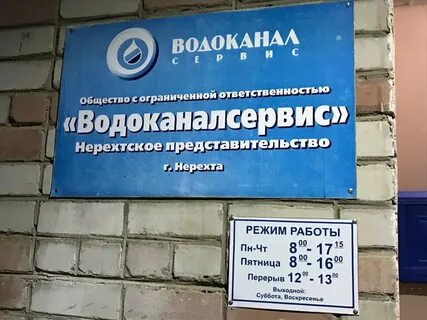 ВОДОКАНАЛ
СЕРВИС
Общество с ограниченной ответственностью
«Водоканалсервис»
Нерехтское представительство
г. Нерехта
РЕЖИМ РАБОТЫ
Пн-Чт 8⁰⁰ - 17¹⁵
Пятница 8⁰⁰ - 16⁰⁰
Перерыв 12⁰⁰ - 13⁰⁰
Выходной:
Суббота, Воскресенье